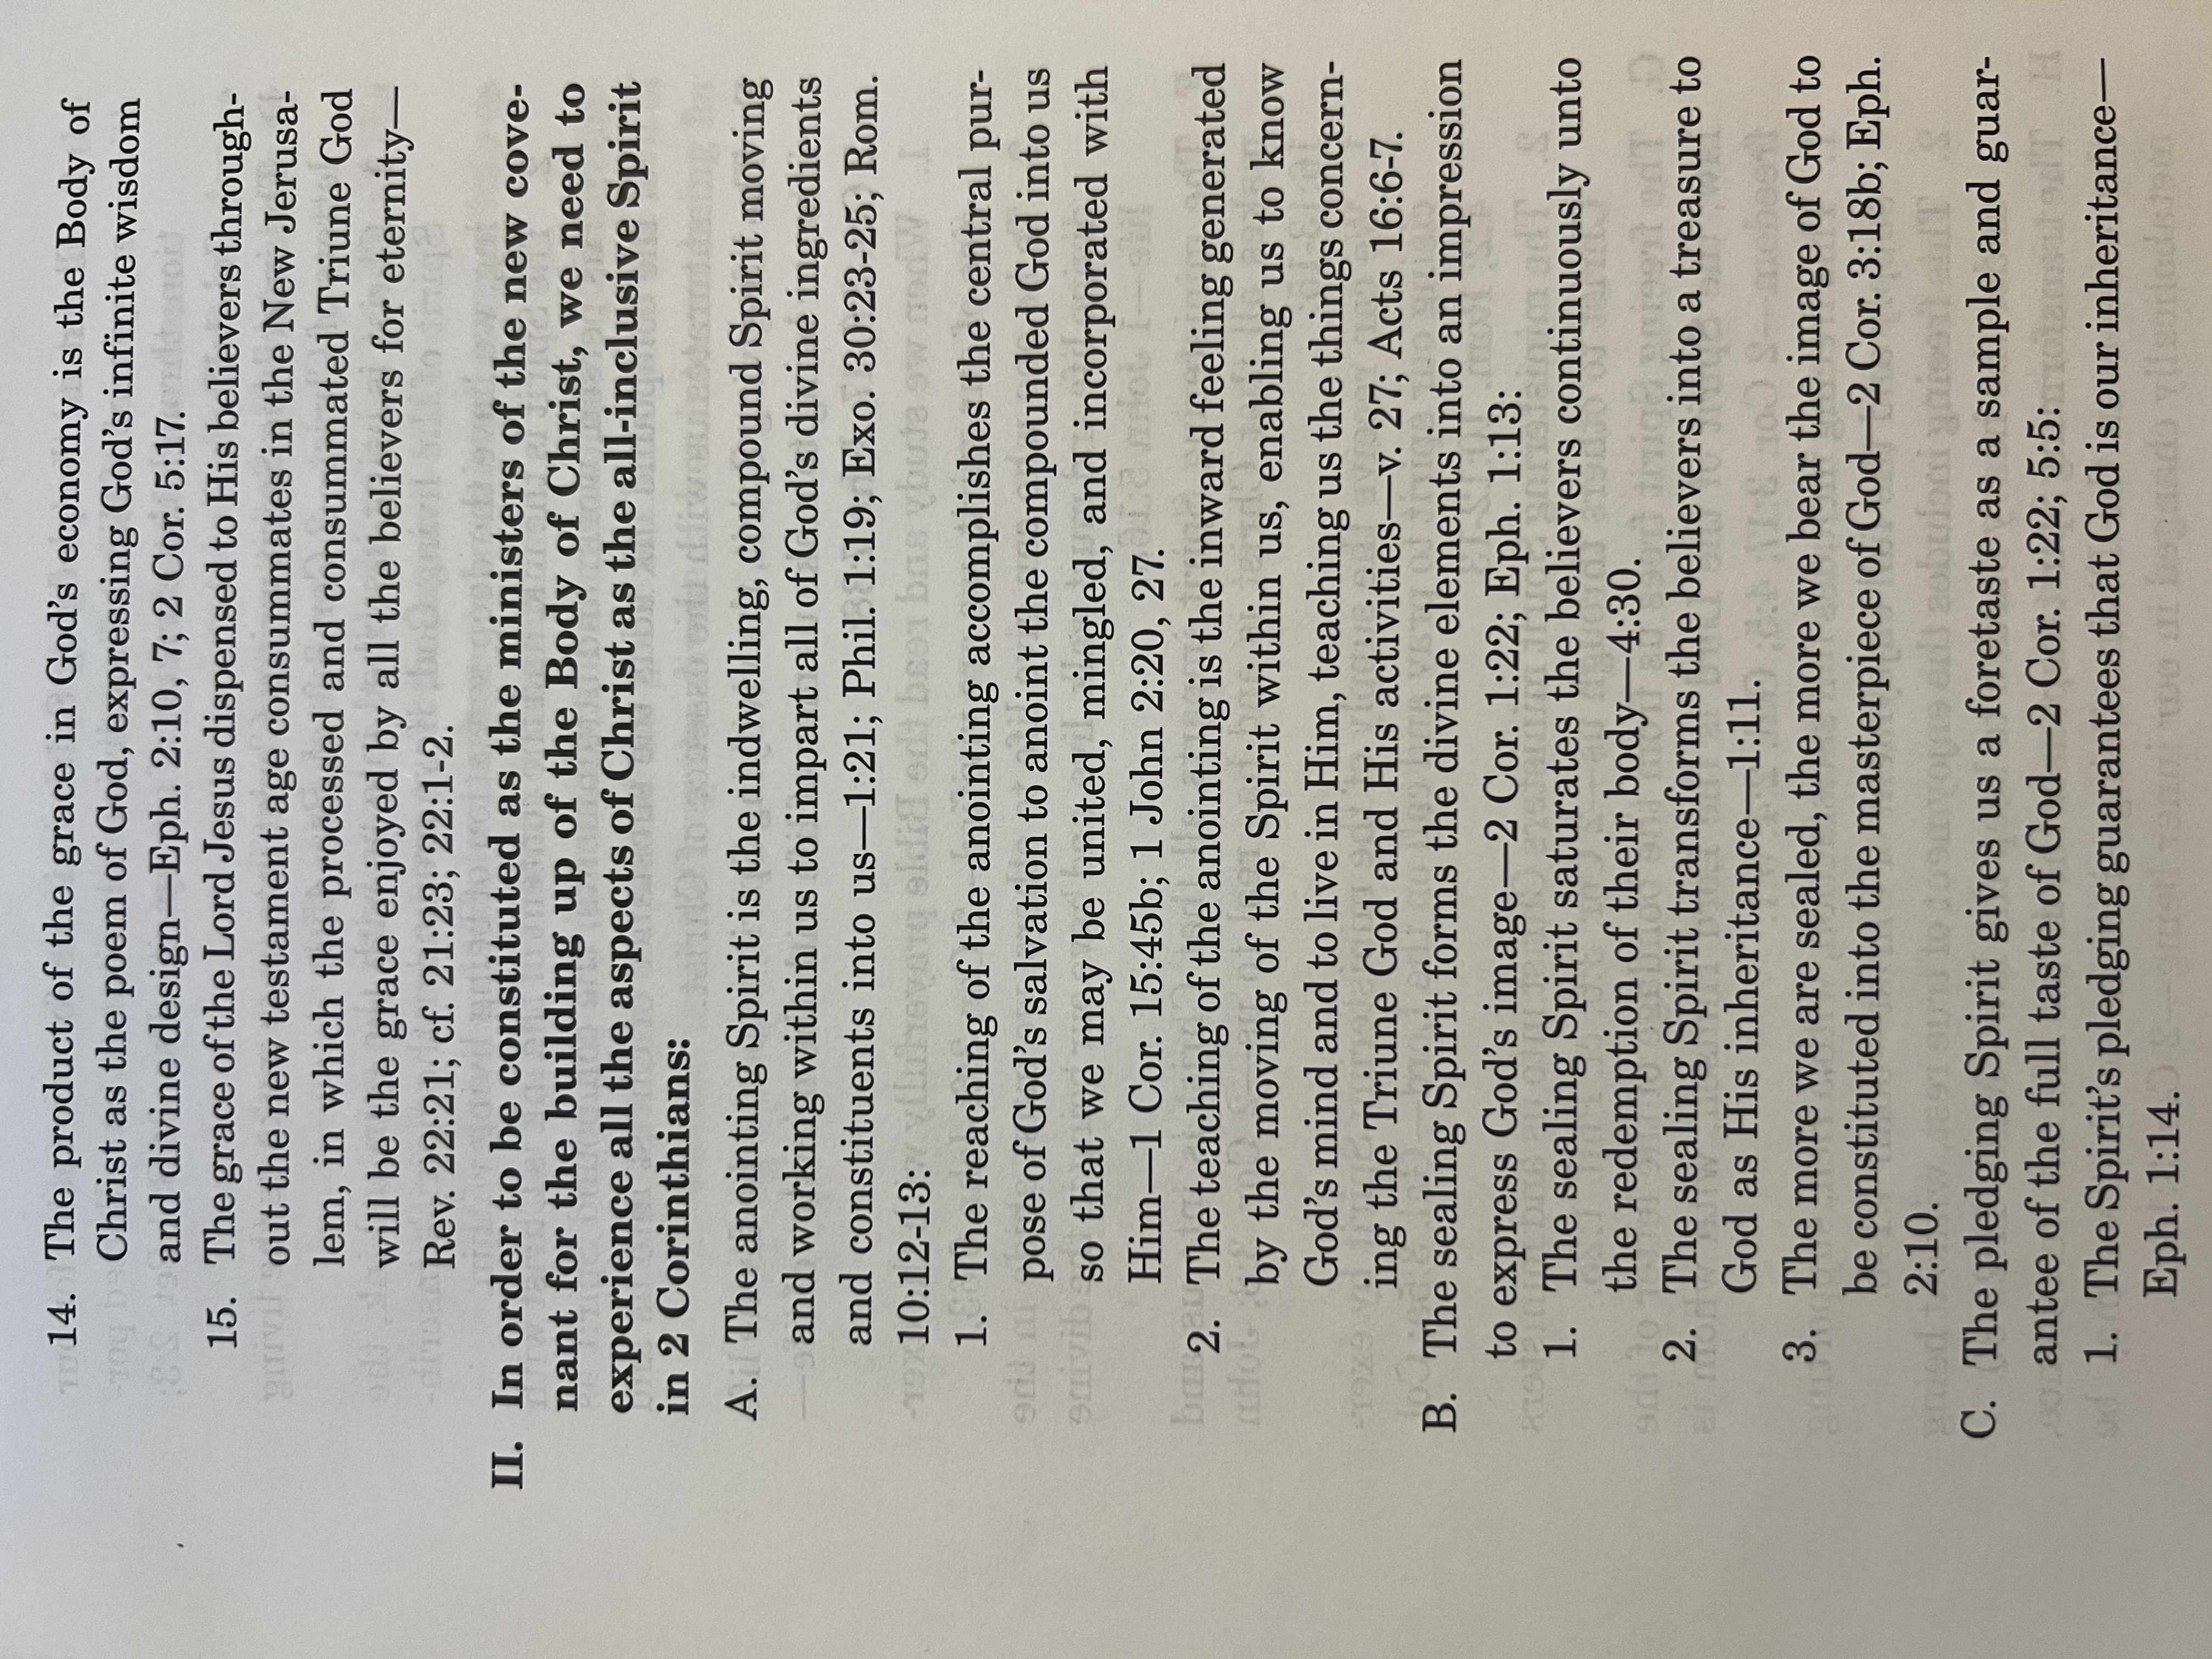 14. The product of the grace in God's economy is the Body of
Christ as the poem of God, expressing God's infinite wisdom
and divine design—Eph. 2:10, 7; 2 Cor. 5:17.
15. The grace of the Lord Jesus dispensed to His believers through-
out the new testament age consummates in the New Jerusa-
lem, in which the processed and consummated Triune God
will be the grace enjoyed by all the believers for eternity—
Rev. 22:21; cf. 21:23; 22:1-2.
II. In order to be constituted as the ministers of the new cove-
nant for the building up of the Body of Christ, we need to
experience all the aspects of Christ as the all-inclusive Spirit
in 2 Corinthians:
A. The anointing Spirit is the indwelling, compound Spirit moving
and working within us to impart all of God's divine ingredients
and constituents into us—1:21; Phil. 1:19; Exo. 30:23-25; Rom.
10:12-13:
1. The reaching of the anointing accomplishes the central pur-
pose of God's salvation to anoint the compounded God into us
so that we may be united, mingled, and incorporated with
Him—1 Cor. 15:45b; 1 John 2:20, 27.
2. The teaching of the anointing is the inward feeling generated
by the moving of the Spirit within us, enabling us to know
God's mind and to live in Him, teaching us the things concern-
ing the Triune God and His activities—v. 27; Acts 16:6-7.
B. The sealing Spirit forms the divine elements into an impression
to express God's image—2 Cor. 1:22; Eph. 1:13:
1. The sealing Spirit saturates the believers continuously unto
the redemption of their body—4:30.
2. The sealing Spirit transforms the believers into a treasure to
God as His inheritance—1:11.
3. The more we are sealed, the more we bear the image of God to
be constituted into the masterpiece of God—2 Cor. 3:18b; Eph.
2:10.
C. The pledging Spirit gives us a foretaste as a sample and guar-
antee of the full taste of God—2 Cor. 1:22; 5:5:
1. The Spirit's pledging guarantees that God is our inheritance—
Eph. 1:14.